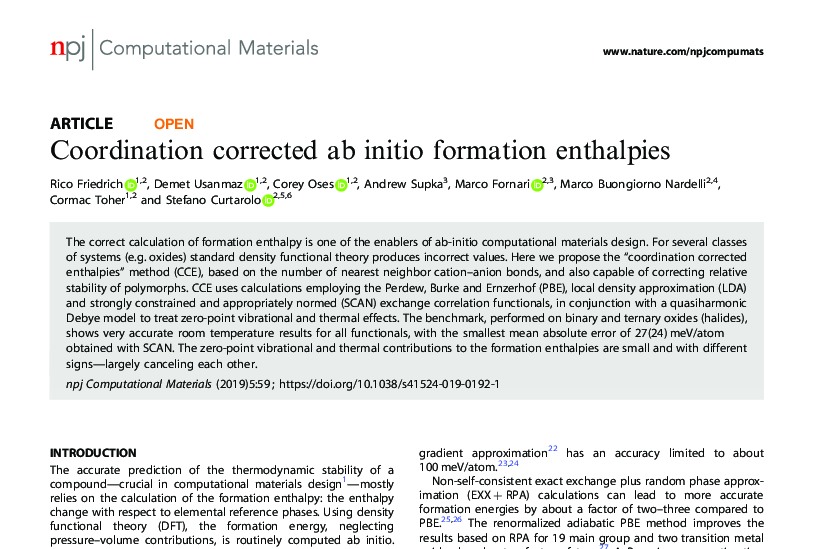 npj | Computational Materials
www.nature.com/npjcompumats
ARTICLE OPEN
Coordination corrected ab initio formation enthalpies
Rico Friedrich 1,2, Demet Usanmaz 1,2, Corey Oses 1,2, Andrew Supka3, Marco Fornari 2,3, Marco Buongiorno Nardelli2,4,
Cormac Toher1,2 and Stefano Curtarolo 2,5,6
The correct calculation of formation enthalpy is one of the enablers of ab-initio computational materials design. For several classes
of systems (e.g. oxides) standard density functional theory produces incorrect values. Here we propose the “coordination corrected
enthalpies” method (CCE), based on the number of nearest neighbor cation–anion bonds, and also capable of correcting relative
stability of polymorphs. CCE uses calculations employing the Perdew, Burke and Ernzerhof (PBE), local density approximation (LDA)
and strongly constrained and appropriately normed (SCAN) exchange correlation functionals, in conjunction with a quasiharmonic
Debye model to treat zero-point vibrational and thermal effects. The benchmark, performed on binary and ternary oxides (halides),
shows very accurate room temperature results for all functionals, with the smallest mean absolute error of 27(24) meV/atom
obtained with SCAN. The zero-point vibrational and thermal contributions to the formation enthalpies are small and with different
signs—largely canceling each other.
npj Computational Materials (2019)5:59 ; https://doi.org/10.1038/s41524-019-0192-1
INTRODUCTION
The accurate prediction of the thermodynamic stability of a
compound—crucial in computational materials design1—mostly
relies on the calculation of the formation enthalpy: the enthalpy
change with respect to elemental reference phases. Using density
functional theory (DFT), the formation energy, neglecting
pressure–volume contributions, is routinely computed ab initio.
gradient approximation22 has an accuracy limited to about
100 meV/atom.23,24
Non-self-consistent exact exchange plus random phase approx-
imation (EXX + RPA) calculations can lead to more accurate
formation energies by about a factor of two–three compared to
PBE.25,26 The renormalized adiabatic PBE method improves the
results based on RPA for 19 main group and two transition metal